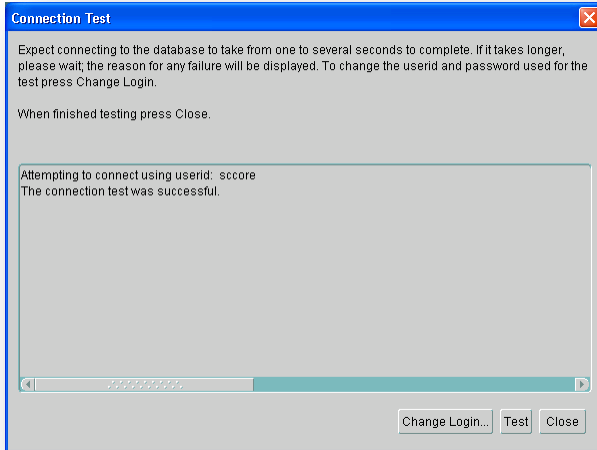 Connection Test
Expect connecting to the database to take from one to several seconds to complete. If it takes longer,
please wait; the reason for any failure will be displayed. To change the userid and password used for the
test press Change Login.
When finished testing press Close.
Attempting to connect using userid:  sccore
The connection test was successful.
Change Login... Test Close